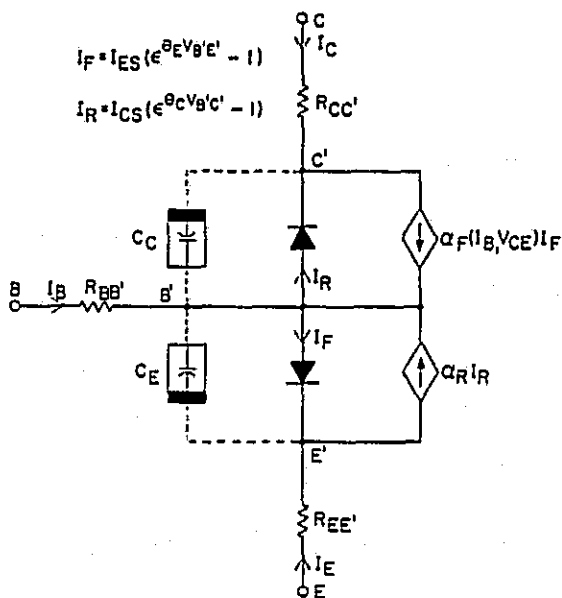 C
I_C
I_F = I_ES(ε^θ_E V_B'E' - 1)
I_R = I_CS(ε^θ_C V_B'C' - 1)
R_CC'
C'
C_C
α_F(I_B, V_CE)I_F
I_R
B
I_B
R_BB'
B'
I_F
C_E
α_R I_R
E'
R_EE'
I_E
E